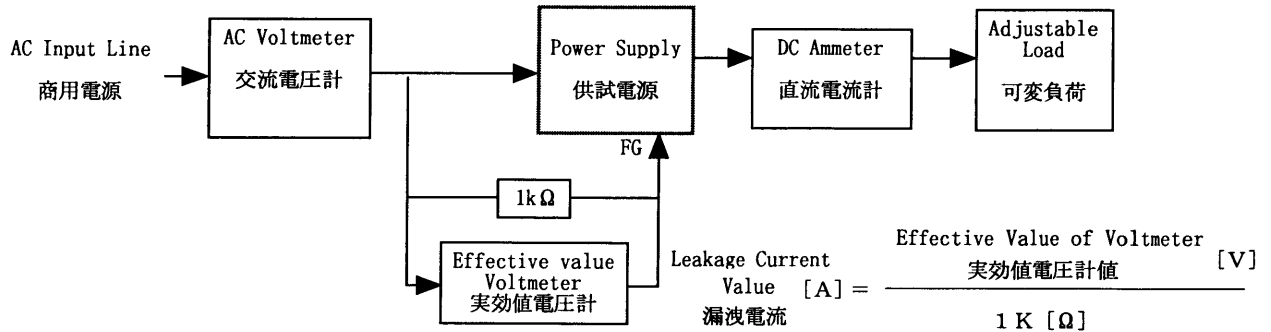 AC Input Line
商用電源
AC Voltmeter
交流電圧計
Power Supply
供試電源
DC Ammeter
直流電流計
Adjustable
Load
可変負荷
FG
1kΩ
Effective value
Voltmeter
実効値電圧計
Leakage Current
Value [A] =
漏洩電流
Effective Value of Voltmeter
実効値電圧計値
[V]
1 K [Ω]